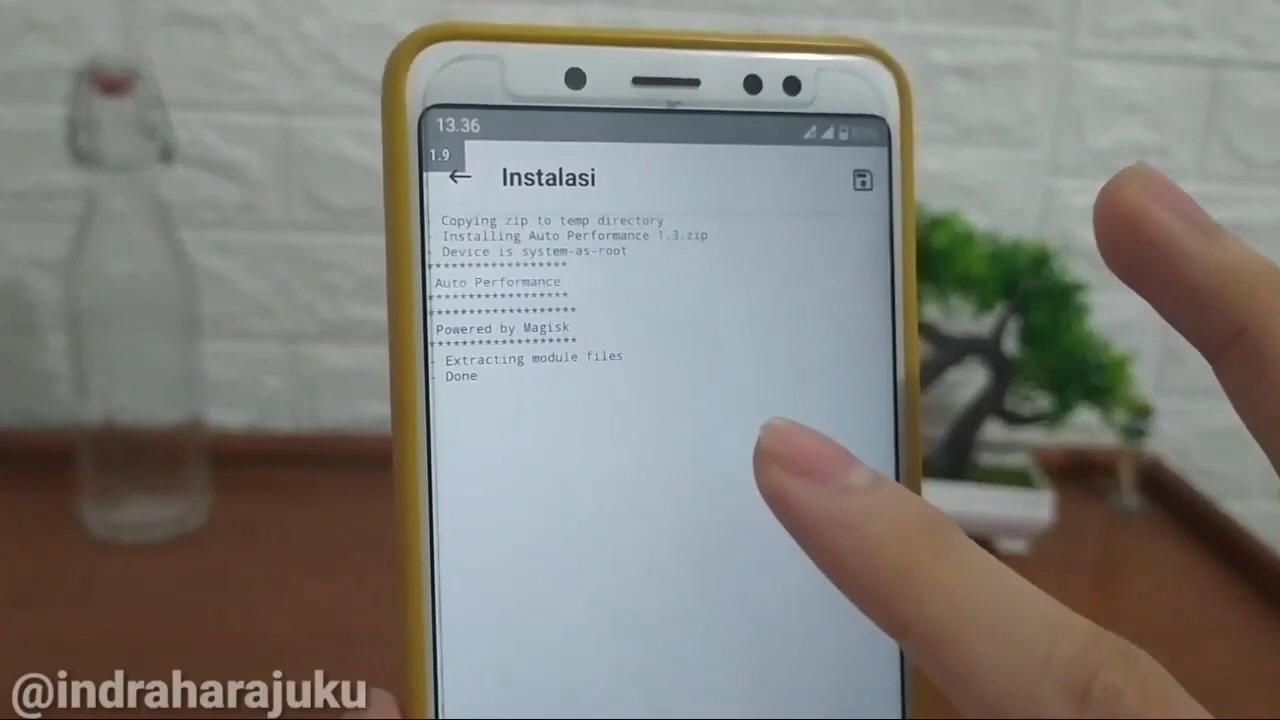 13.36
1.9
Instalasi
- Copying zip to temp directory
- Installing Auto Performance 1.3.zip
- Device is system-as-root
*****************
Auto Performance
*****************
******************
Powered by Magisk
******************
- Extracting module files
- Done
@indraharajuku